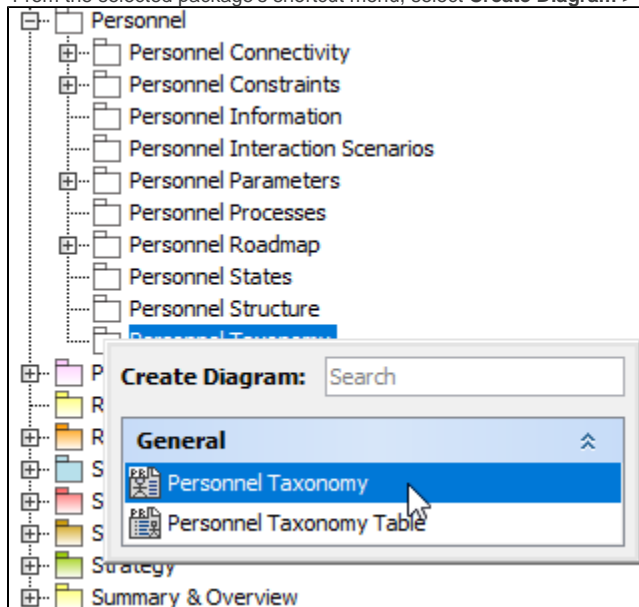 From the selected package's shortcut menu, select Create Diagram >
Personnel
Personnel Connectivity
Personnel Constraints
Personnel Information
Personnel Interaction Scenarios
Personnel Parameters
Personnel Processes
Personnel Roadmap
Personnel States
Personnel Structure
Personnel Taxonomy
P
Create Diagram: Search
R
R
General
S
Personnel Taxonomy
S
Personnel Taxonomy Table
S
Strategy
Summary & Overview